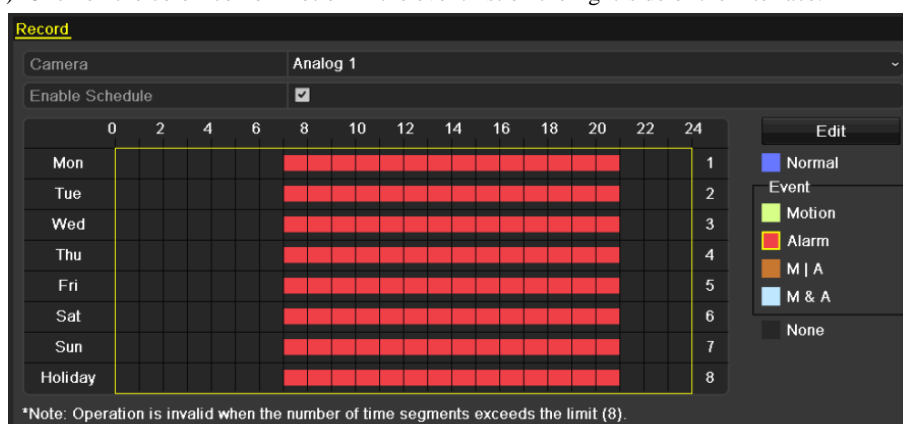 Record
Camera Analog 1
Enable Schedule
0 2 4 6 8 10 12 14 16 18 20 22 24
Edit
Mon 1
Normal
Event
Tue 2
Motion
Wed 3
Alarm
Thu 4
M | A
Fri 5
M & A
Sat 6
None
Sun 7
Holiday 8
*Note: Operation is invalid when the number of time segments exceeds the limit (8).